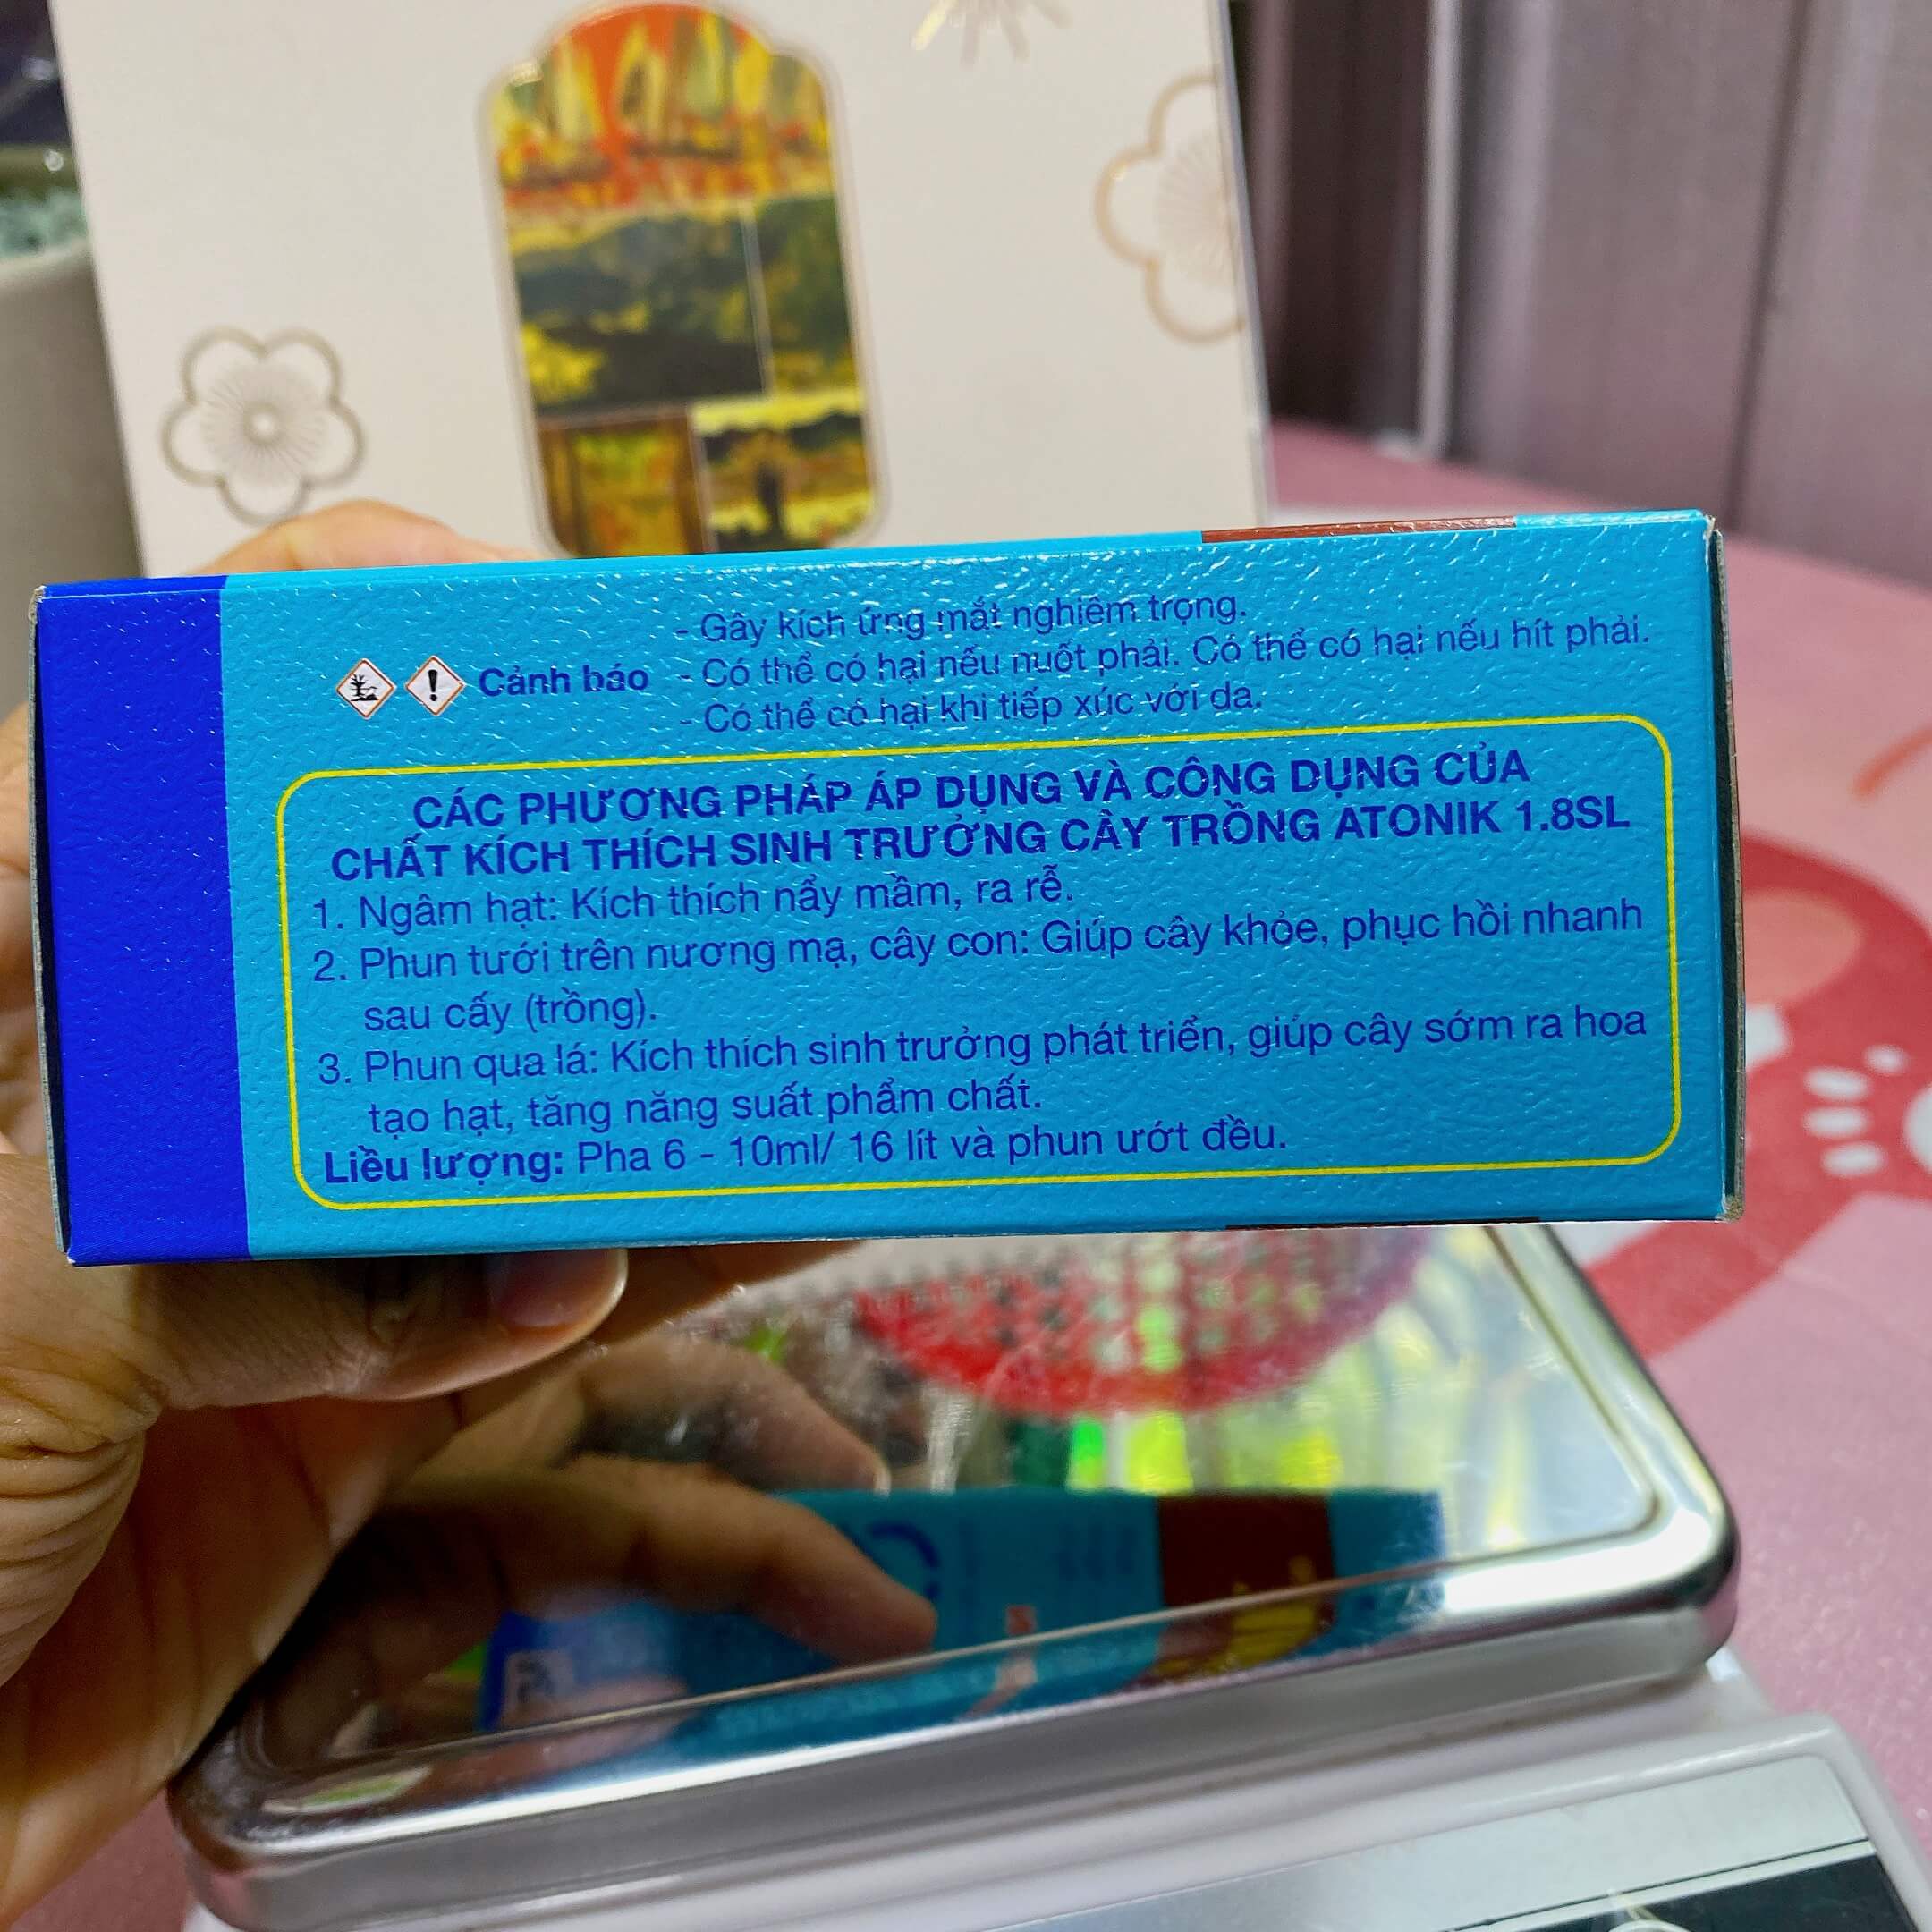 Cảnh báo
- Gây kích ứng mắt nghiêm trọng.
- Có thể có hại nếu nuốt phải. Có thể có hại nếu hít phải.
- Có thể có hại khi tiếp xúc với da.
CÁC PHƯƠNG PHÁP ÁP DỤNG VÀ CÔNG DỤNG CỦA
CHẤT KÍCH THÍCH SINH TRƯỞNG CÂY TRỒNG ATONIK 1.8SL
1. Ngâm hạt: Kích thích nẩy mầm, ra rễ.
2. Phun tưới trên nương mạ, cây con: Giúp cây khỏe, phục hồi nhanh
sau cấy (trồng).
3. Phun qua lá: Kích thích sinh trưởng phát triển, giúp cây sớm ra hoa
tạo hạt, tăng năng suất phẩm chất.
Liều lượng: Pha 6 - 10ml/ 16 lít và phun ướt đều.